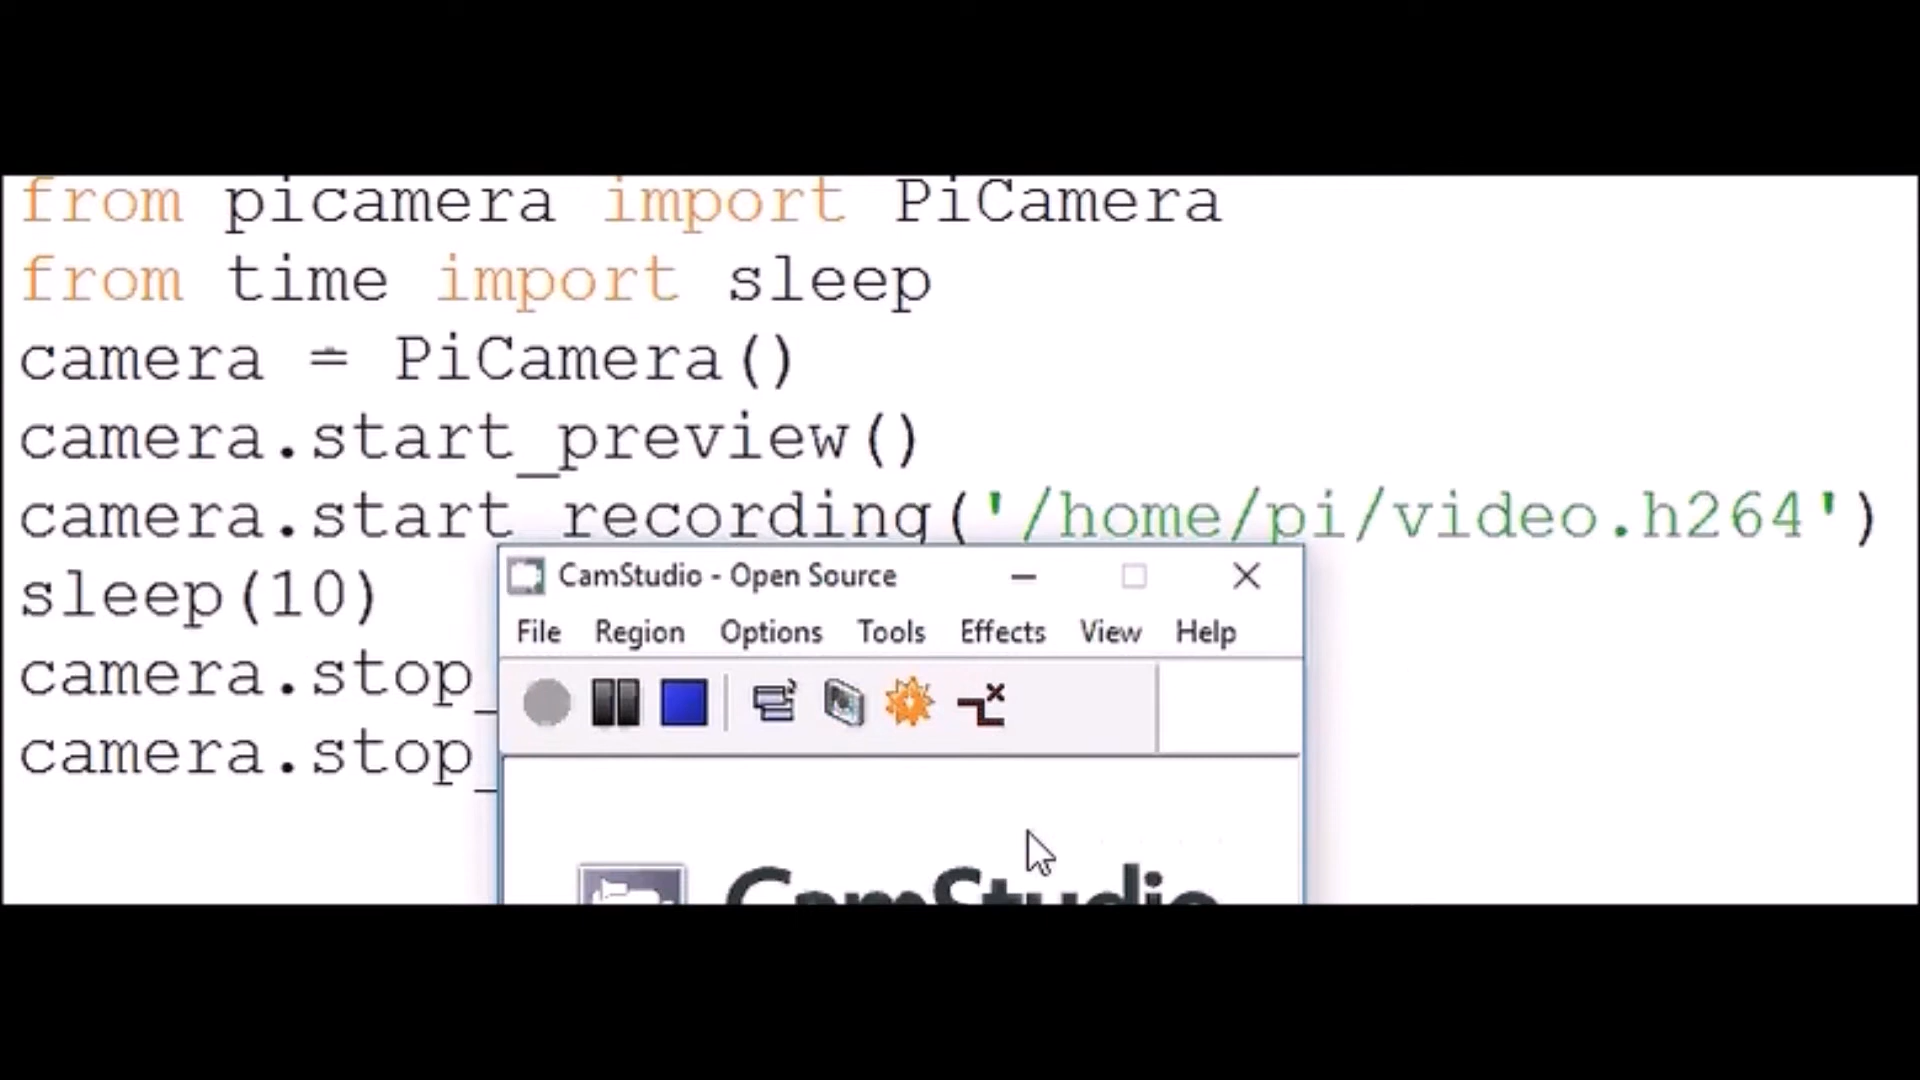 from picamera import PiCamera
from time import sleep
camera = PiCamera()
camera.start_preview()
camera.start_recording('/home/pi/video.h264')
sleep(10)
camera.stop_
camera.stop_
CamStudio - Open Source
File Region Options Tools Effects View Help
CamStudio